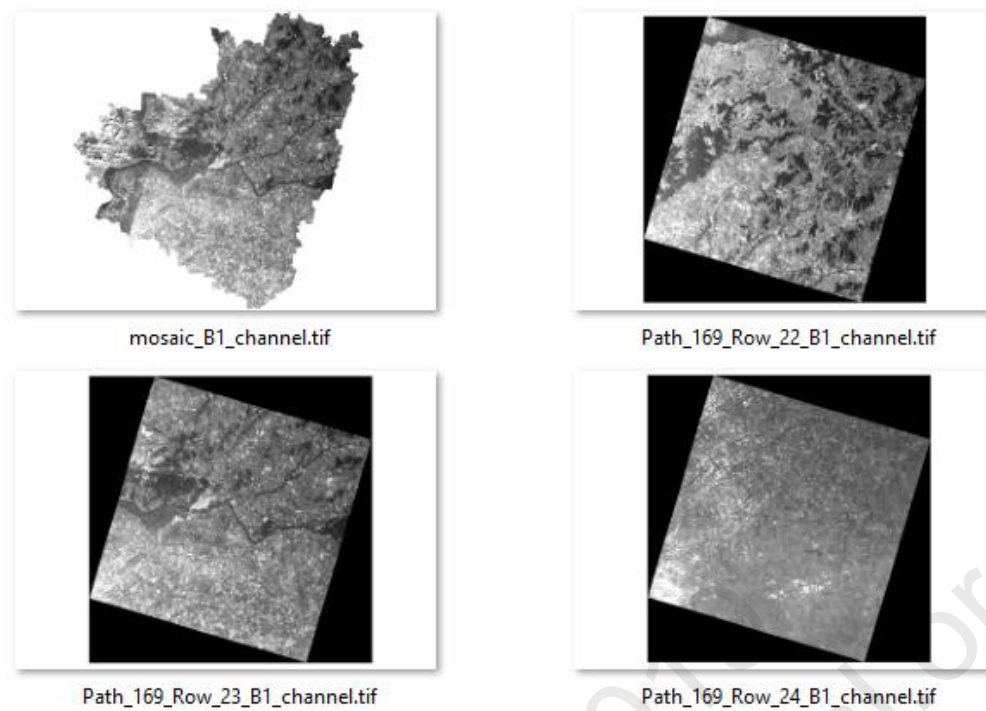 mosaic_B1_channel.tif
Path_169_Row_22_B1_channel.tif
Path_169_Row_23_B1_channel.tif
Path_169_Row_24_B1_channel.tif